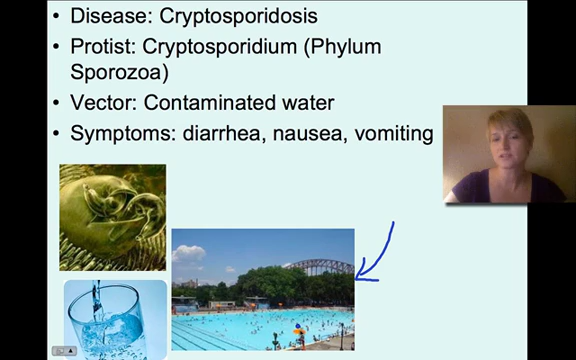 • Disease: Cryptosporidosis
• Protist: Cryptosporidium (Phylum
Sporozoa)
• Vector: Contaminated water
• Symptoms: diarrhea, nausea, vomiting